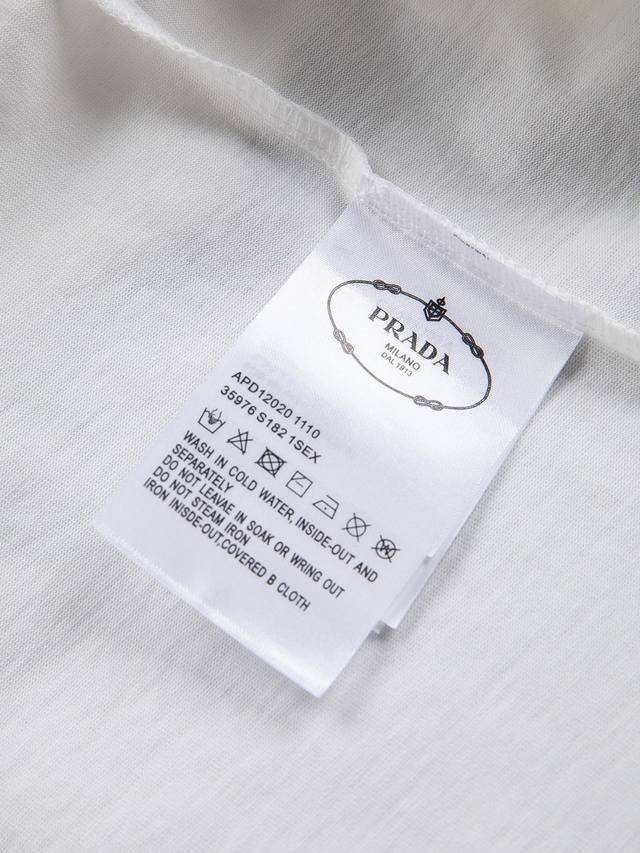 PRADA
MILANO
DAL 1913
APD12020 1110
35976 S182 1SEX
WASH IN COLD WATER, INSIDE-OUT AND
SEPARATELY
DO NOT LEAVAE IN SOAK OR WRING OUT
DO NOT STEAM IRON
IRON INISDE-OUT,COVERED B CLOTH